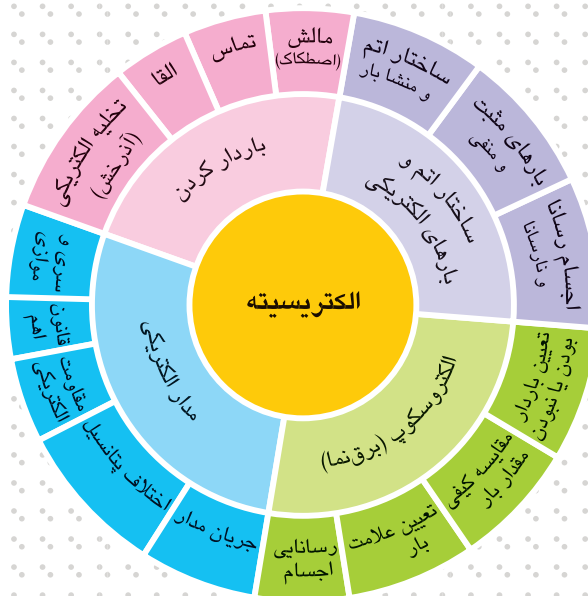 الکتریسیته
ساختار اتم و
بارهای الکتریکی
ساختار اتم
و منشا بار
بارهای مثبت
و منفی
اجسام رسانا
و نارسانا
الکتروسکوپ (برق‌نما)
تعیین باردار
بودن یا نبودن
مقایسه کیفی
مقدار بار
تعیین علامت
بار
رسانایی
اجسام
مدار الکتریکی
جریان مدار
اختلاف پتانسیل
مقاومت
الکتریکی
قانون
اهم
سری و
موازی
باردار کردن
تخلیه الکتریکی
(آذرخش)
القا
تماس
مالش
(اصطکاک)